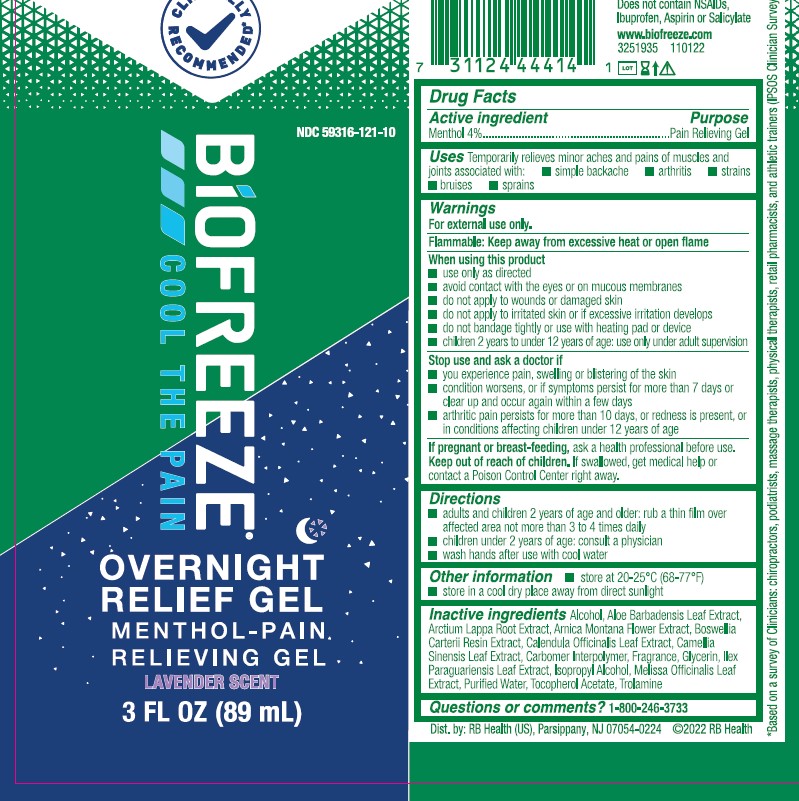 CLINICALLY
RECOMMENDED*
NDC 59316-121-10
BIOFREEZE®
COOL THE PAIN
OVERNIGHT
RELIEF GEL
MENTHOL-PAIN
RELIEVING GEL
LAVENDER SCENT
3 FL OZ (89 mL)
Does not contain NSAIDs,
Ibuprofen, Aspirin or Salicylate
www.biofreeze.com
3251935 110122
7 31124 44414 1
LOT
Drug Facts
Active ingredient Purpose
Menthol 4%..........................................................Pain Relieving Gel
Uses Temporarily relieves minor aches and pains of muscles and
joints associated with: ■ simple backache ■ arthritis ■ strains
■ bruises ■ sprains
Warnings
For external use only.
Flammable: Keep away from excessive heat or open flame
When using this product
■ use only as directed
■ avoid contact with the eyes or on mucous membranes
■ do not apply to wounds or damaged skin
■ do not apply to irritated skin or if excessive irritation develops
■ do not bandage tightly or use with heating pad or device
■ children 2 years to under 12 years of age: use only under adult supervision
Stop use and ask a doctor if
■ you experience pain, swelling or blistering of the skin
■ condition worsens, or if symptoms persist for more than 7 days or
clear up and occur again within a few days
■ arthritic pain persists for more than 10 days, or redness is present, or
in conditions affecting children under 12 years of age
If pregnant or breast-feeding, ask a health professional before use.
Keep out of reach of children. If swallowed, get medical help or
contact a Poison Control Center right away.
Directions
■ adults and children 2 years of age and older: rub a thin film over
affected area not more than 3 to 4 times daily
■ children under 2 years of age: consult a physician
■ wash hands after use with cool water
Other information ■ store at 20-25°C (68-77°F)
■ store in a cool dry place away from direct sunlight
Inactive ingredients Alcohol, Aloe Barbadensis Leaf Extract,
Arctium Lappa Root Extract, Arnica Montana Flower Extract, Boswellia
Carterii Resin Extract, Calendula Officinalis Leaf Extract, Camellia
Sinensis Leaf Extract, Carbomer Interpolymer, Fragrance, Glycerin, Ilex
Paraguariensis Leaf Extract, Isopropyl Alcohol, Melissa Officinalis Leaf
Extract, Purified Water, Tocopherol Acetate, Trolamine
Questions or comments? 1-800-246-3733
Dist. by: RB Health (US), Parsippany, NJ 07054-0224 ©2022 RB Health
*Based on a survey of Clinicians: chiropractors, podiatrists, massage therapists, physical therapists, retail pharmacists, and athletic trainers (IPSOS Clinician Survey